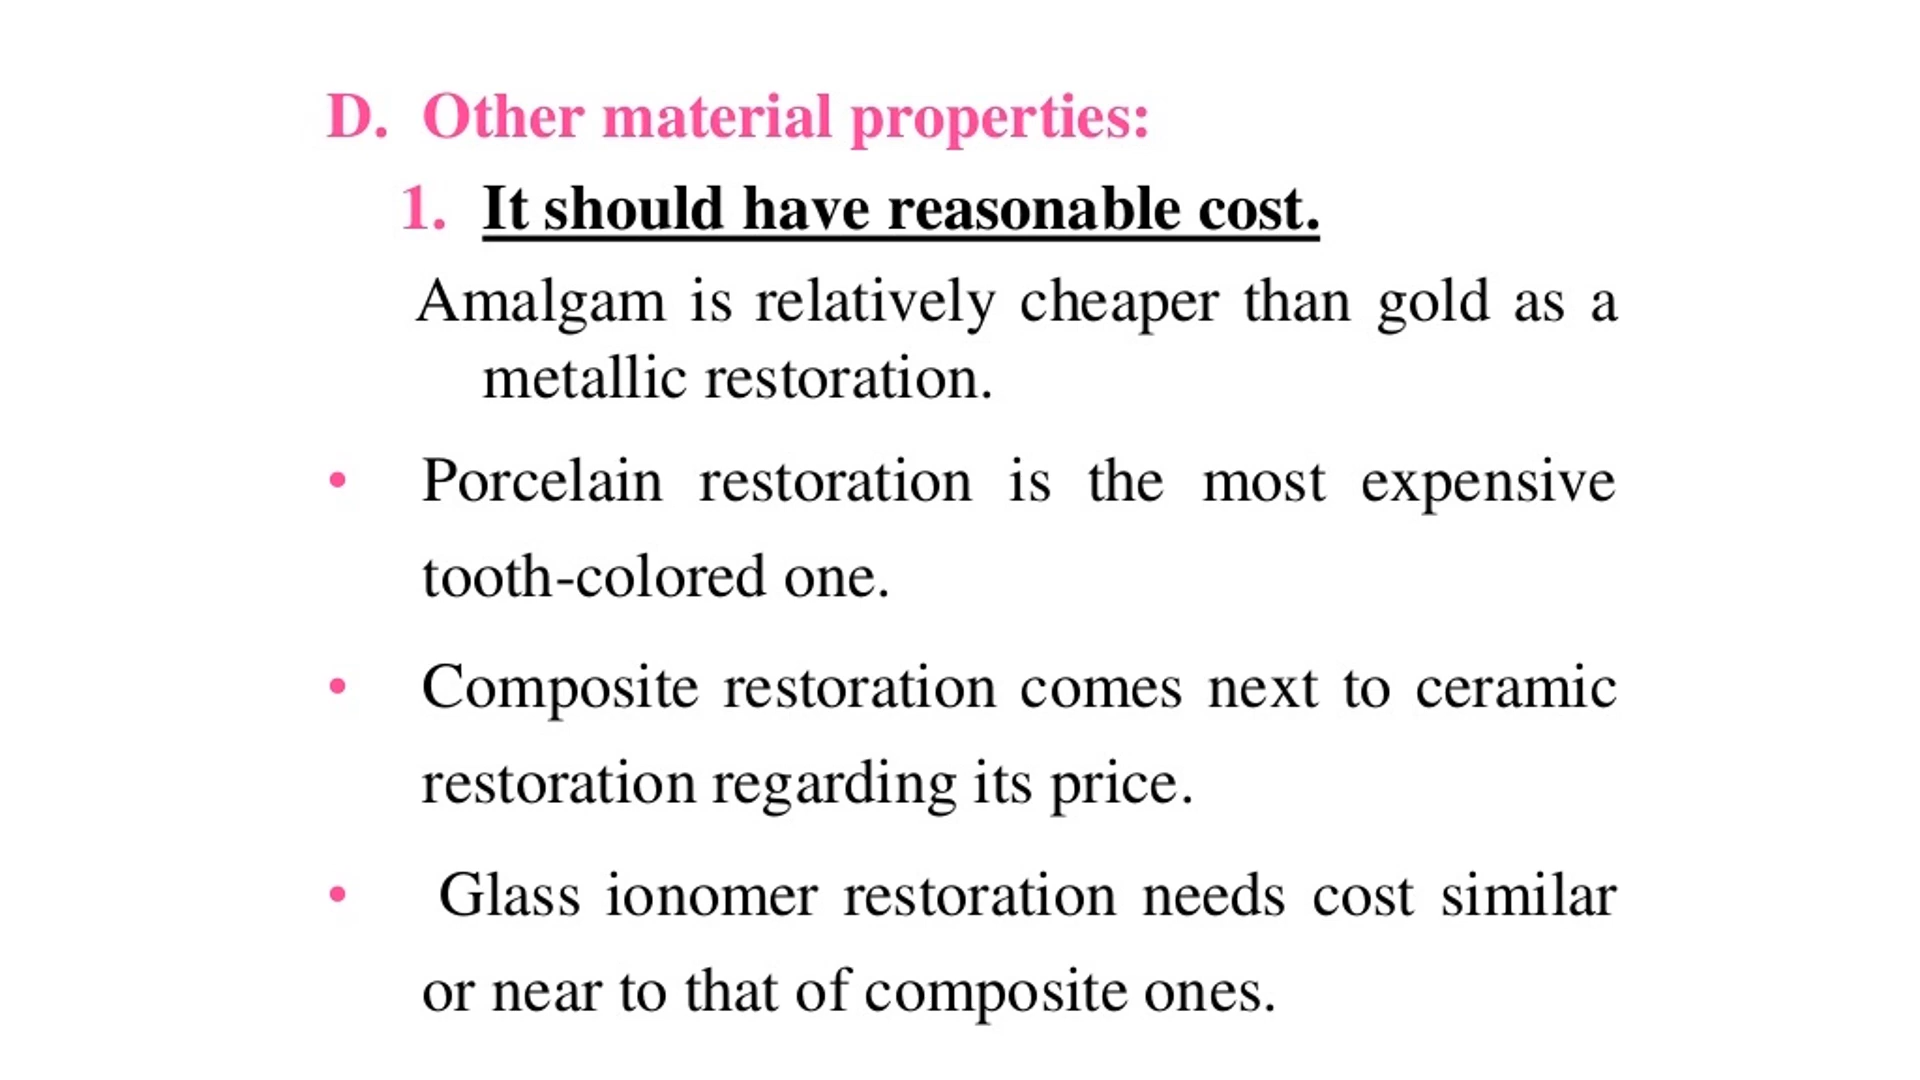 D. Other material properties:
1. It should have reasonable cost.
Amalgam is relatively cheaper than gold as a
metallic restoration.
• Porcelain restoration is the most expensive
tooth-colored one.
• Composite restoration comes next to ceramic
restoration regarding its price.
• Glass ionomer restoration needs cost similar
or near to that of composite ones.